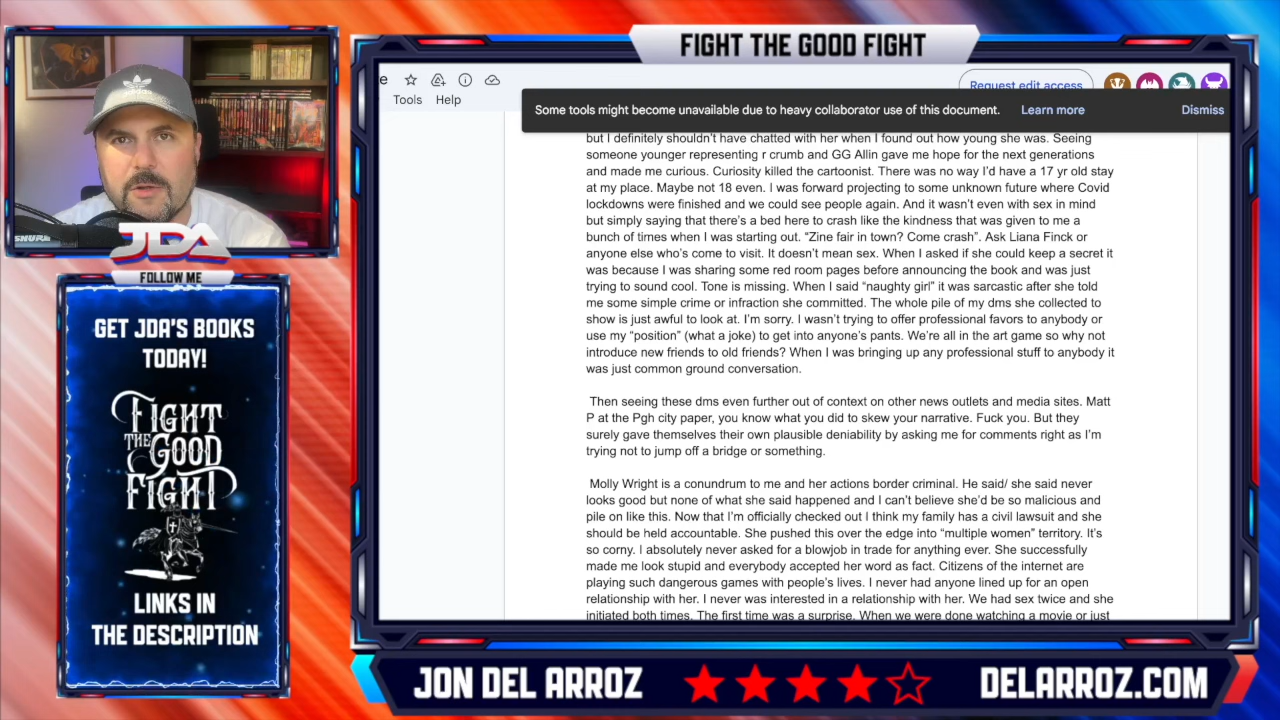 FIGHT THE GOOD FIGHT
e
Tools Help
Request edit access
Some tools might become unavailable due to heavy collaborator use of this document. Learn more Dismiss
but I definitely shouldn't have chatted with her when I found out how young she was. Seeing
someone younger representing r crumb and GG Allin gave me hope for the next generations
and made me curious. Curiosity killed the cartoonist. There was no way I'd have a 17 yr old stay
at my place. Maybe not 18 even. I was forward projecting to some unknown future where Covid
lockdowns were finished and we could see people again. And it wasn't even with sex in mind
but simply saying that there's a bed here to crash like the kindness that was given to me a
bunch of times when I was starting out. "Zine fair in town? Come crash". Ask Liana Finck or
anyone else who's come to visit. It doesn't mean sex. When I asked if she could keep a secret it
was because I was sharing some red room pages before announcing the book and was just
trying to sound cool. Tone is missing. When I said "naughty girl" it was sarcastic after she told
me some simple crime or infraction she committed. The whole pile of my dms she collected to
show is just awful to look at. I'm sorry. I wasn't trying to offer professional favors to anybody or
use my "position" (what a joke) to get into anyone's pants. We're all in the art game so why not
introduce new friends to old friends? When I was bringing up any professional stuff to anybody it
was just common ground conversation.
Then seeing these dms even further out of context on other news outlets and media sites. Matt
P at the Pgh city paper, you know what you did to skew your narrative. Fuck you. But they
surely gave themselves their own plausible deniability by asking me for comments right as I'm
trying not to jump off a bridge or something.
Molly Wright is a conundrum to me and her actions border criminal. He said/ she said never
looks good but none of what she said happened and I can't believe she'd be so malicious and
pile on like this. Now that I'm officially checked out I think my family has a civil lawsuit and she
should be held accountable. She pushed this over the edge into "multiple women" territory. It's
so corny. I absolutely never asked for a blowjob in trade for anything ever. She successfully
made me look stupid and everybody accepted her word as fact. Citizens of the internet are
playing such dangerous games with people's lives. I never had anyone lined up for an open
relationship with her. I never was interested in a relationship with her. We had sex twice and she
initiated both times. The first time was a surprise. When we were done watching a movie or just
SHURE
JDA
FOLLOW ME
GET JDA'S BOOKS
TODAY!
FIGHT
THE GOOD
FIGHT
LINKS IN
THE DESCRIPTION
JON DEL ARROZ
DELARROZ.COM